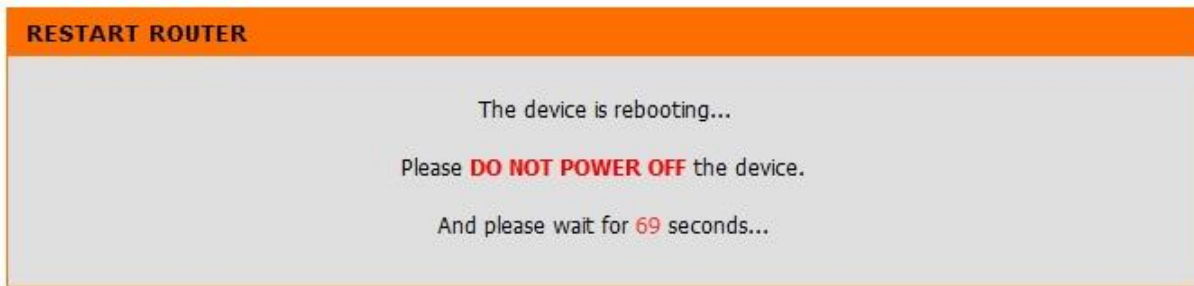 RESTART ROUTER
The device is rebooting...
Please DO NOT POWER OFF the device.
And please wait for 69 seconds...